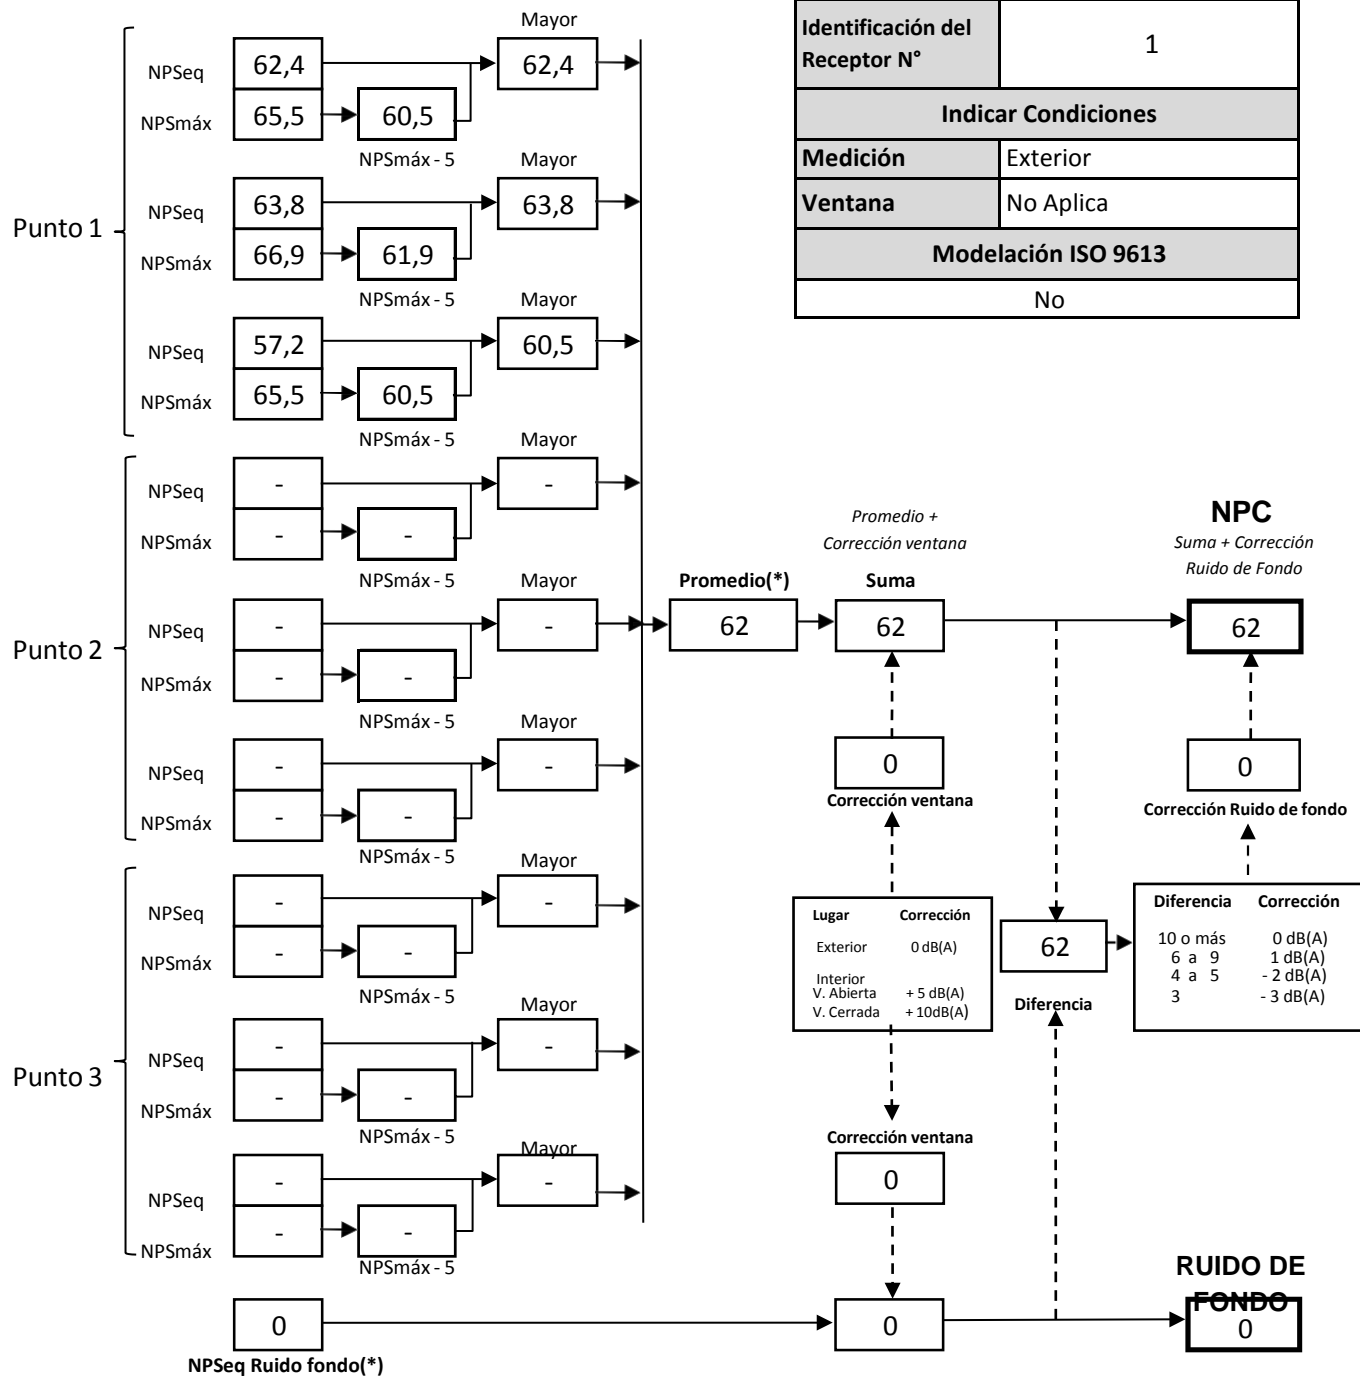 Identificación del
Receptor N°
1
Indicar Condiciones
Medición Exterior
Ventana No Aplica
Modelación ISO 9613
No
Punto 1
Mayor
NPSeq 62,4 62,4
NPSmáx 65,5 60,5
NPSmáx - 5
Mayor
NPSeq 63,8 63,8
NPSmáx 66,9 61,9
NPSmáx - 5
Mayor
NPSeq 57,2 60,5
NPSmáx 65,5 60,5
NPSmáx - 5
Punto 2
Mayor
NPSeq - -
NPSmáx - -
NPSmáx - 5
Mayor
NPSeq - -
NPSmáx - -
NPSmáx - 5
Mayor
NPSeq - -
NPSmáx - -
NPSmáx - 5
Punto 3
Mayor
NPSeq - -
NPSmáx - -
NPSmáx - 5
Mayor
NPSeq - -
NPSmáx - -
NPSmáx - 5
Mayor
NPSeq - -
NPSmáx - -
NPSmáx - 5
Promedio(*)
62
Promedio +
Corrección ventana
Suma
62
0
Corrección ventana
NPC
Suma + Corrección
Ruido de Fondo
62
0
Corrección Ruido de fondo
Lugar Corrección
Exterior 0 dB(A)
Interior
V. Abierta + 5 dB(A)
V. Cerrada + 10dB(A)
62
Diferencia
Diferencia Corrección
10 o más 0 dB(A)
6 a 9 1 dB(A)
4 a 5 - 2 dB(A)
3 - 3 dB(A)
Corrección ventana
0
0
NPSeq Ruido fondo(*)
0
RUIDO DE
FONDO
0